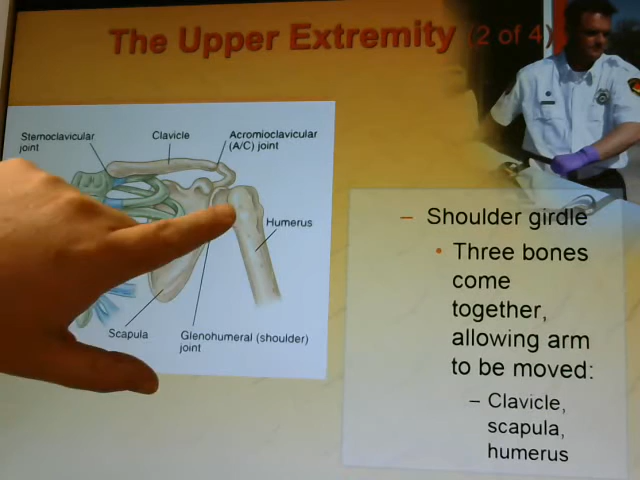 The Upper Extremity (2 of 4)
Sternoclavicular
joint
Clavicle
Acromioclavicular
(A/C) joint
Humerus
Scapula
Glenohumeral (shoulder)
joint
– Shoulder girdle
• Three bones
come
together,
allowing arm
to be moved:
– Clavicle,
scapula,
humerus